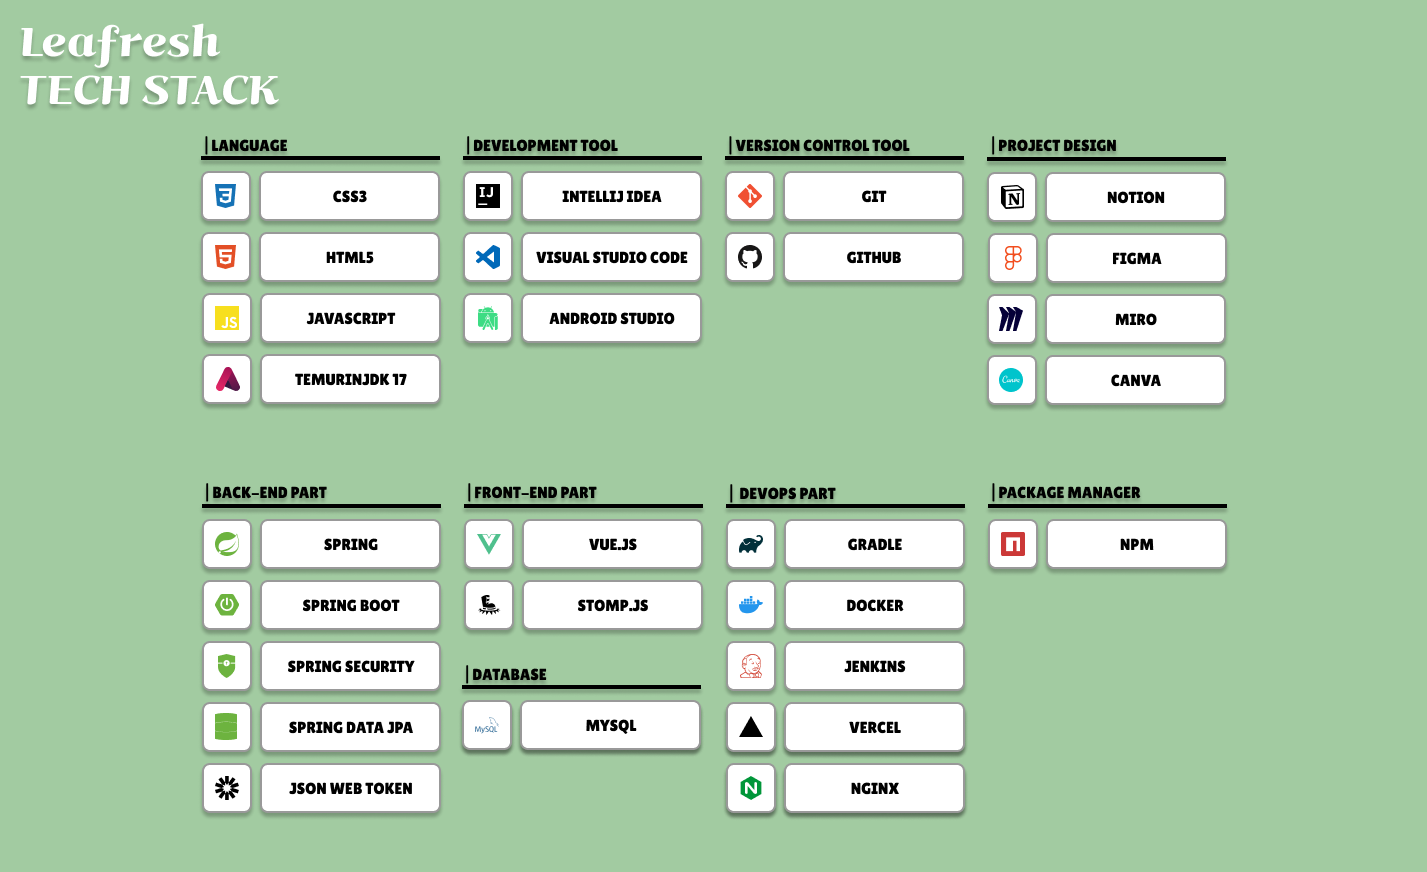 Leafresh
TECH STACK
LANGUAGE
CSS3
HTML5
JS
JAVASCRIPT
TEMURINJDK 17
DEVELOPMENT TOOL
IJ
INTELLIJ IDEA
VISUAL STUDIO CODE
ANDROID STUDIO
VERSION CONTROL TOOL
GIT
GITHUB
PROJECT DESIGN
N
NOTION
FIGMA
MIRO
Canva
CANVA
BACK-END PART
SPRING
SPRING BOOT
SPRING SECURITY
SPRING DATA JPA
JSON WEB TOKEN
FRONT-END PART
VUE.JS
STOMP.JS
DATABASE
MySQL
MYSQL
DEVOPS PART
GRADLE
DOCKER
JENKINS
VERCEL
N
NGINX
PACKAGE MANAGER
NPM